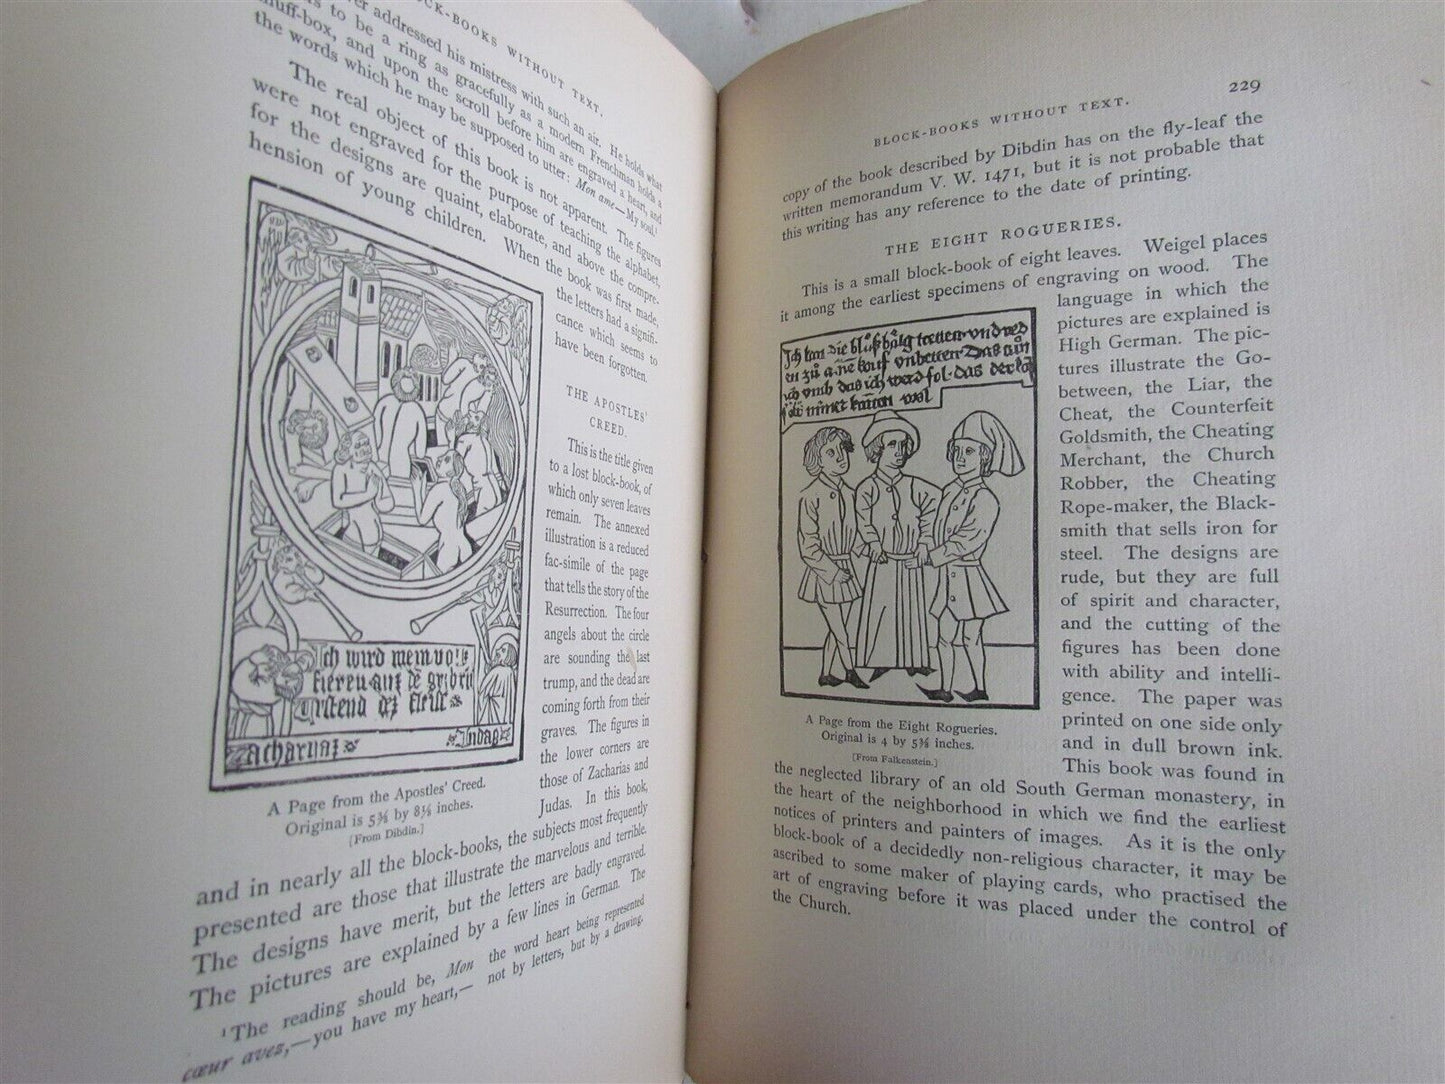 BLOCK-BOOKS WITHOUT TEXT.
addressed his mistress with such an air. He holds what
to be a ring as gracefully as a modern Frenchman holds a
snuff-box, and upon the scroll before him are engraved a heart, and
the words which he may be supposed to utter: Mon ame—My soul.¹
The real object of this book is not apparent. The figures
were not engraved for the purpose of teaching the alphabet,
for the designs are quaint, elaborate, and above the compre-
hension of young children. When the book was first made,
the letters had a signifi-
cance which seems to
have been forgotten.
THE APOSTLES'
CREED.
This is the title given
to a lost block-book, of
which only seven leaves
remain. The annexed
illustration is a reduced
fac-simile of the page
that tells the story of the
Resurrection. The four
angels about the circle
are sounding the last
trump, and the dead are
coming forth from their
graves. The figures in
the lower corners are
those of Zacharias and
Judas. In this book,
Ich wird mein
A Page from the Apostles' Creed.
Original is 5⅜ by 8⅛ inches.
[From Dibdin.]
and in nearly all the block-books, the subjects most frequently
presented are those that illustrate the marvelous and terrible.
The designs have merit, but the letters are badly engraved.
The pictures are explained by a few lines in German. The
¹ The reading should be, Mon the word heart being represented
cœur avez,—you have my heart,— not by letters, but by a drawing.
BLOCK-BOOKS WITHOUT TEXT. 229
copy of the book described by Dibdin has on the fly-leaf the
written memorandum V. W. 1471, but it is not probable that
this writing has any reference to the date of printing.
THE EIGHT ROGUERIES.
This is a small block-book of eight leaves. Weigel places
it among the earliest specimens of engraving on wood. The
language in which the
pictures are explained is
High German. The pic-
tures illustrate the Go-
between, the Liar, the
Cheat, the Counterfeit
Goldsmith, the Cheating
Merchant, the Church
Robber, the Cheating
Rope-maker, the Black-
smith that sells iron for
steel. The designs are
rude, but they are full
of spirit and character,
and the cutting of the
figures has been done
with ability and intelli-
gence. The paper was
printed on one side only
and in dull brown ink.
This book was found in
Ich kan die
A Page from the Eight Rogueries.
Original is 4 by 5⅜ inches.
[From Falkenstein.]
the neglected library of an old South German monastery, in
the heart of the neighborhood in which we find the earliest
notices of printers and painters of images. As it is the only
block-book of a decidedly non-religious character, it may be
ascribed to some maker of playing cards, who practised the
art of engraving before it was placed under the control of
the Church.